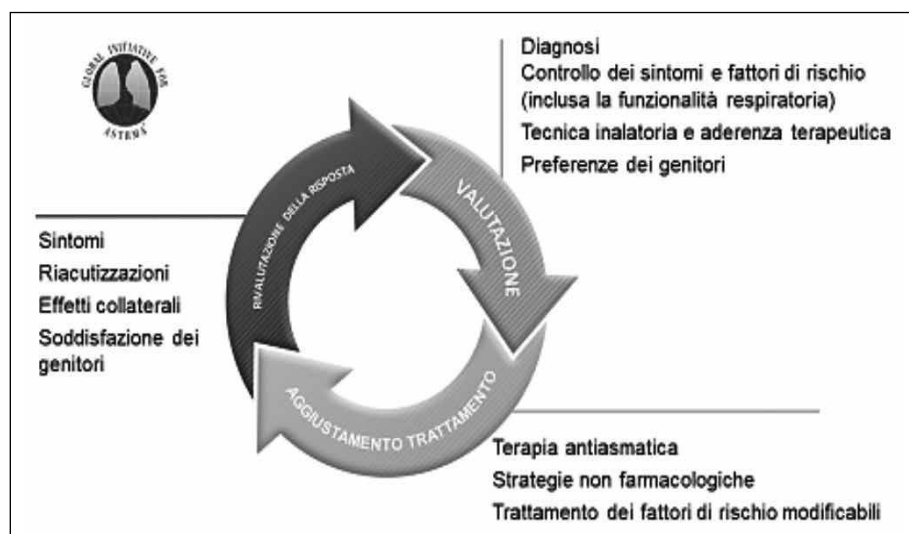 GLOBAL INITIATIVE FOR
ASTHMA
Diagnosi
Controllo dei sintomi e fattori di rischio
(inclusa la funzionalità respiratoria)
Tecnica inalatoria e aderenza terapeutica
Preferenze dei genitori
RIVALUTAZIONE DELLA RISPOSTA
VALUTAZIONE
Sintomi
Riacutizzazioni
Effetti collaterali
Soddisfazione dei
genitori
AGGIUSTAMENTO TRATTAMENTO
Terapia antiasmatica
Strategie non farmacologiche
Trattamento dei fattori di rischio modificabili